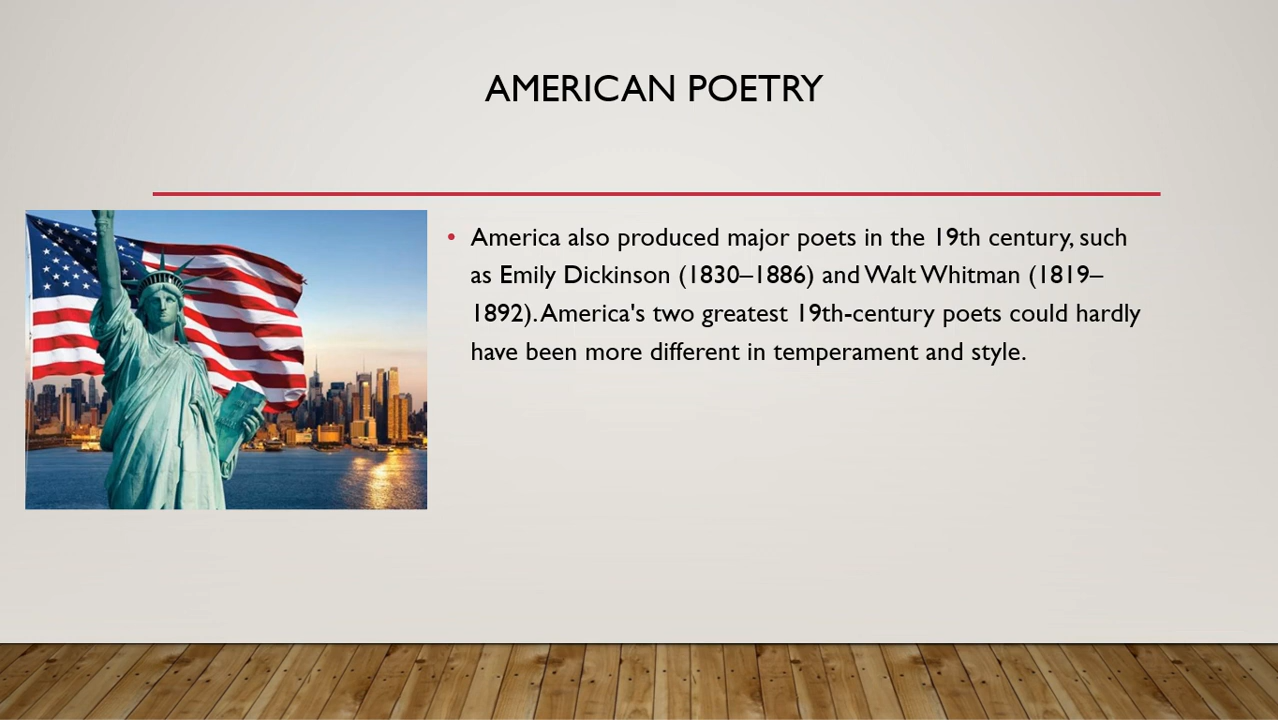 AMERICAN POETRY
• America also produced major poets in the 19th century, such
as Emily Dickinson (1830–1886) and Walt Whitman (1819–
1892). America's two greatest 19th-century poets could hardly
have been more different in temperament and style.